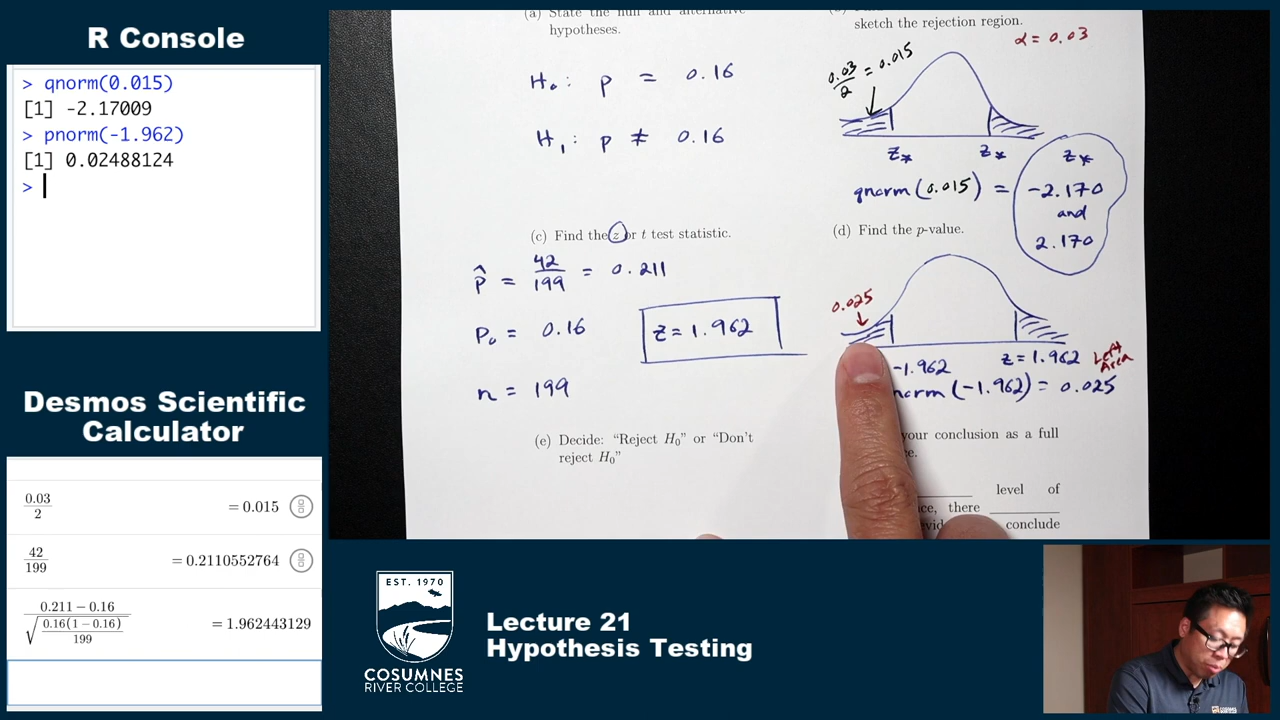 R Console
> qnorm(0.015)
[1] -2.17009
> pnorm(-1.962)
[1] 0.02488124
>
Desmos Scientific
Calculator
0.03/2 = 0.015
42/199 = 0.2110552764
(0.211 − 0.16)/√(0.16(1 − 0.16)/199) = 1.962443129
(a) State the null and alternative
hypotheses.
H₀: p = 0.16
H₁: p ≠ 0.16
sketch the rejection region.
α = 0.03
0.03/2 = 0.015
z* z*
qnorm(0.015) =
z*
-2.170
and
2.170
(c) Find the z or t test statistic.
p̂ = 42/199 = 0.211
P₀ = 0.16
n = 199
z = 1.962
(d) Find the p-value.
0.025
-1.962 z = 1.962 Left
Area
norm(-1.962) = 0.025
(e) Decide: “Reject H₀” or “Don’t
reject H₀”
your conclusion as a full
level of
there
conclude
EST. 1970
COSUMNES
RIVER COLLEGE
Lecture 21
Hypothesis Testing